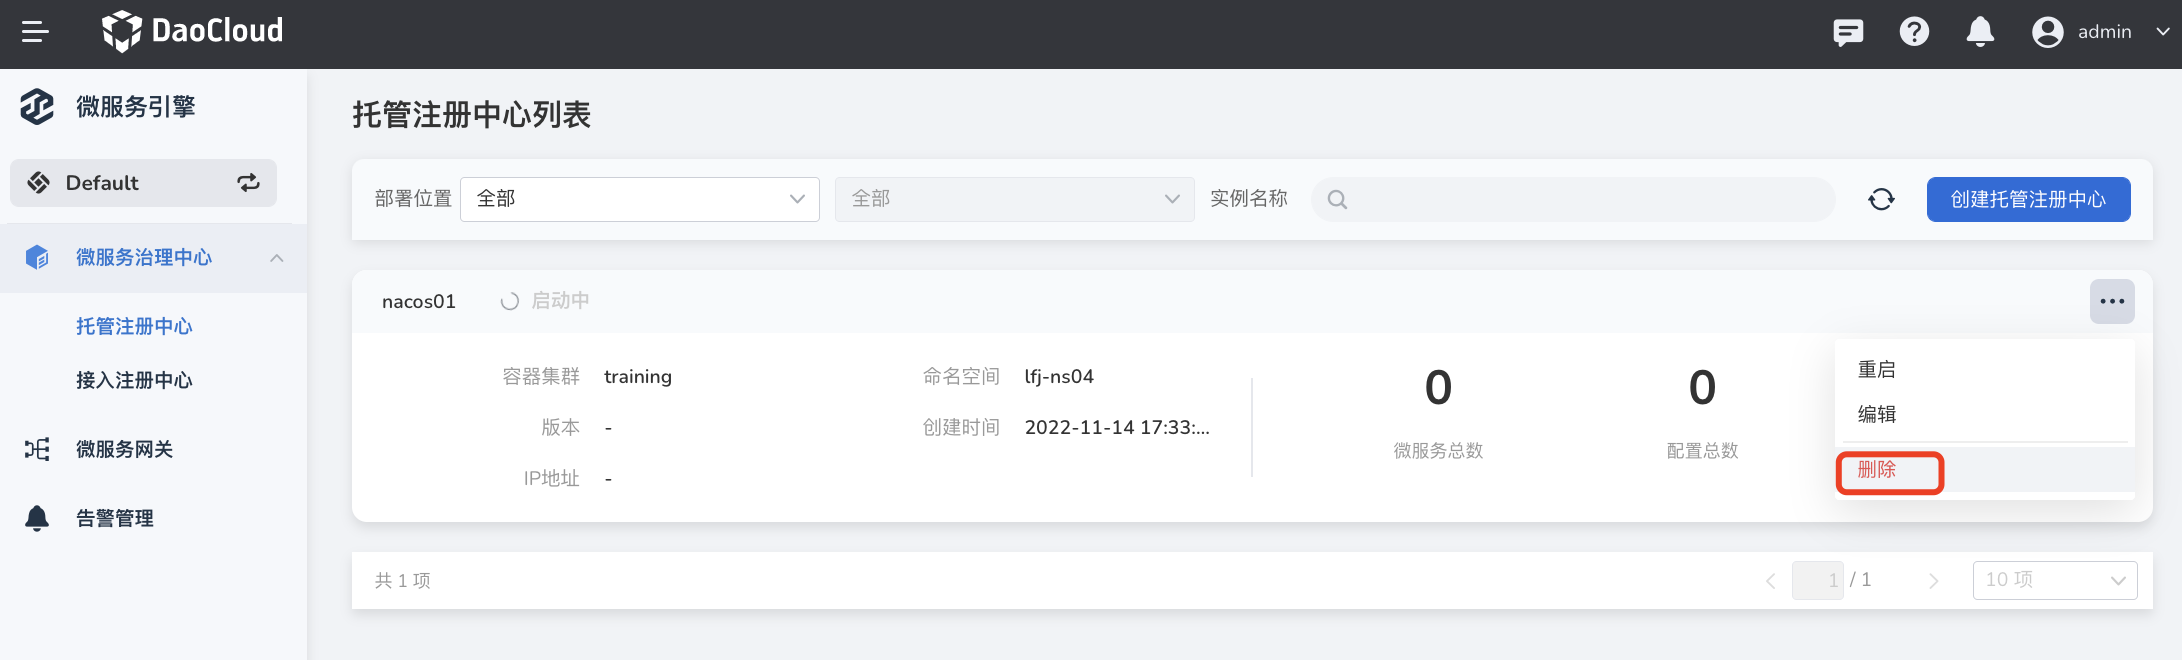 DaoCloud
admin
微服务引擎
Default
微服务治理中心
托管注册中心
接入注册中心
微服务网关
告警管理
托管注册中心列表
部署位置 全部 全部 实例名称 创建托管注册中心
nacos01 启动中
容器集群 training
版本 -
IP地址 -
命名空间 lfj-ns04
创建时间 2022-11-14 17:33:...
0
微服务总数
0
配置总数
重启
编辑
删除
共 1 项
1 / 1
10 项